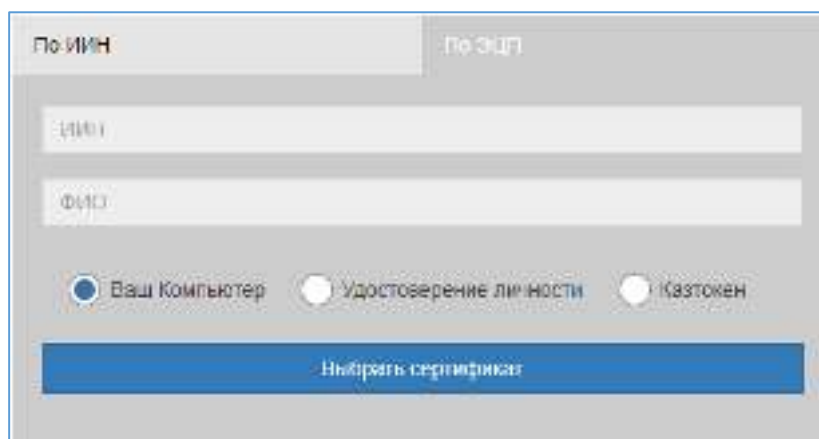 По ИИН
По ЭЦП
ИИН
ФИО
Ваш Компьютер
Удостоверение личности
Казтокен
Выбрать сертификат